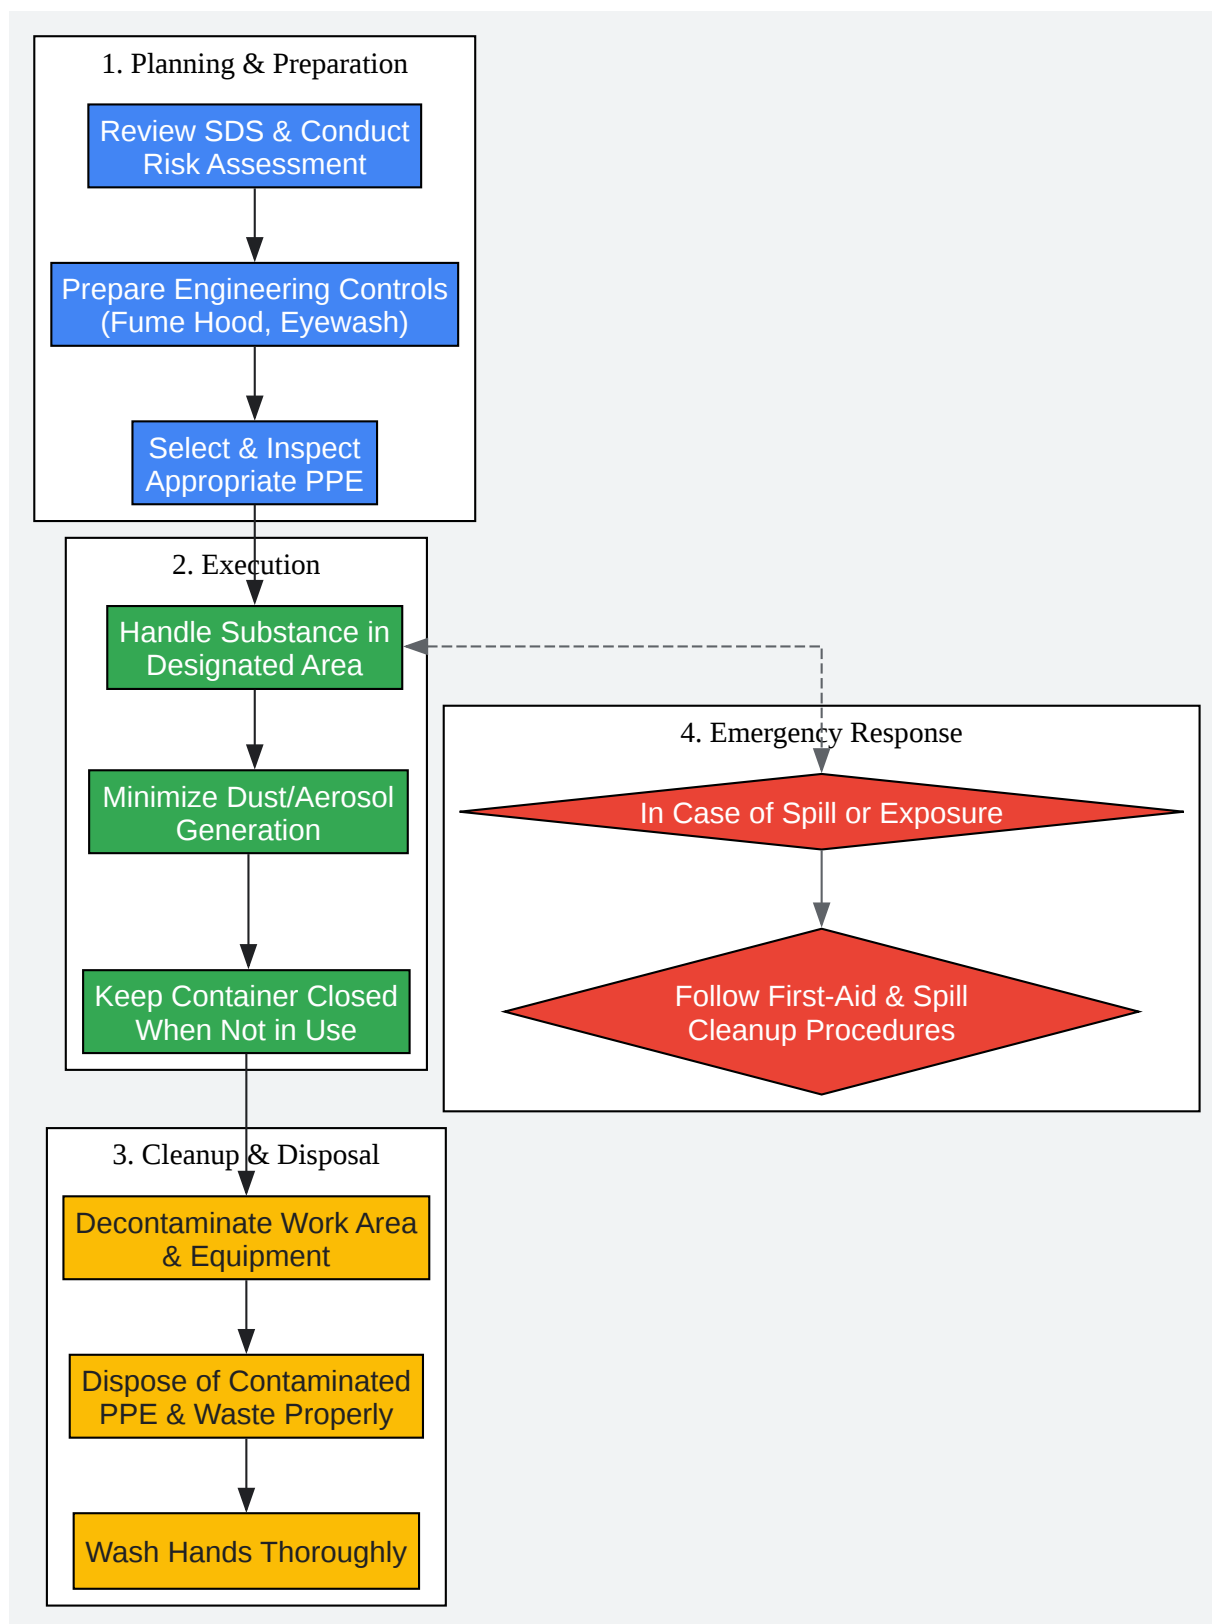 1. Planning & Preparation
Review SDS & Conduct
Risk Assessment
Prepare Engineering Controls
(Fume Hood, Eyewash)
Select & Inspect
Appropriate PPE
2. Execution
Handle Substance in
Designated Area
Minimize Dust/Aerosol
Generation
Keep Container Closed
When Not in Use
4. Emergency Response
In Case of Spill or Exposure
Follow First-Aid & Spill
Cleanup Procedures
3. Cleanup & Disposal
Decontaminate Work Area
& Equipment
Dispose of Contaminated
PPE & Waste Properly
Wash Hands Thoroughly